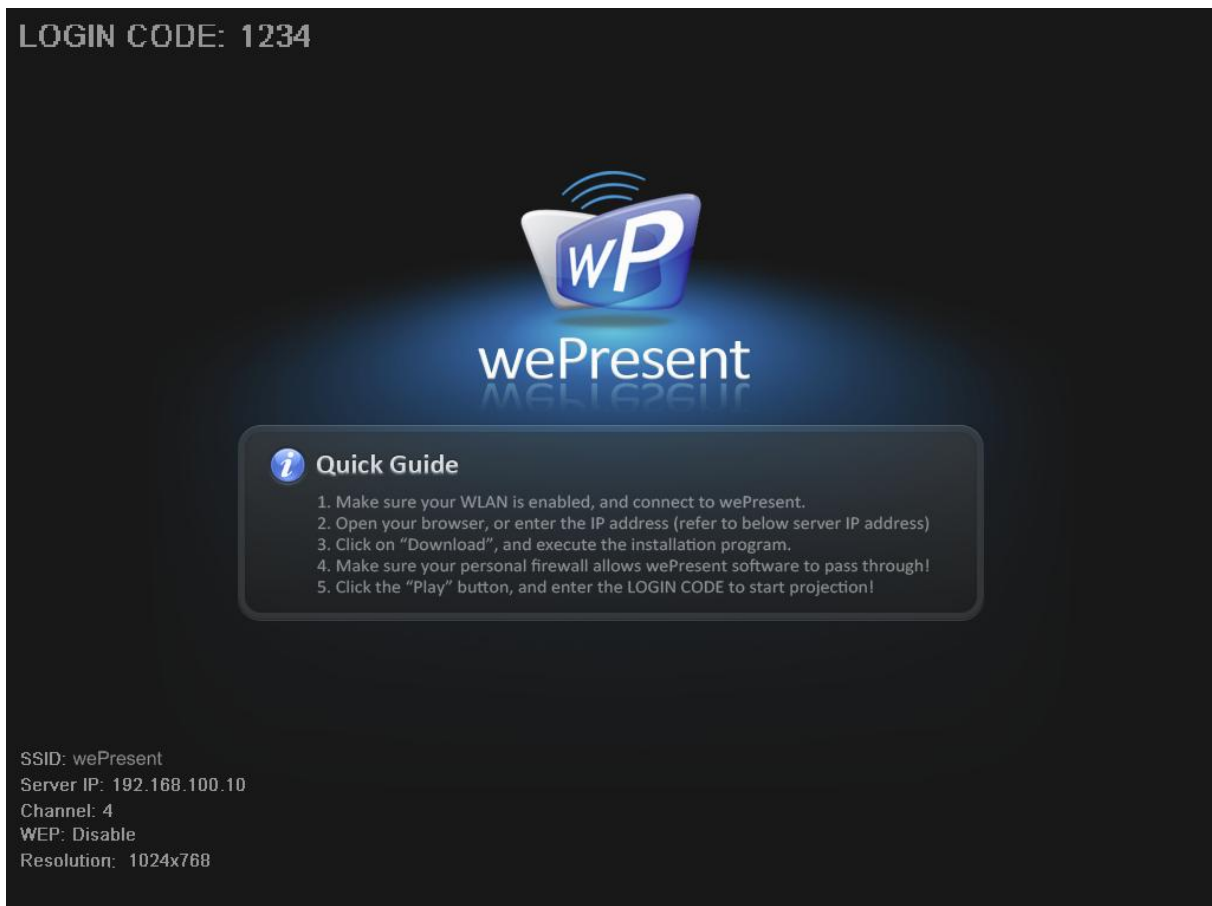 LOGIN CODE: 1234
wP
wePresent
Quick Guide
1. Make sure your WLAN is enabled, and connect to wePresent.
2. Open your browser, or enter the IP address (refer to below server IP address)
3. Click on “Download”, and execute the installation program.
4. Make sure your personal firewall allows wePresent software to pass through!
5. Click the “Play” button, and enter the LOGIN CODE to start projection!
SSID: wePresent
Server IP: 192.168.100.10
Channel: 4
WEP: Disable
Resolution: 1024x768